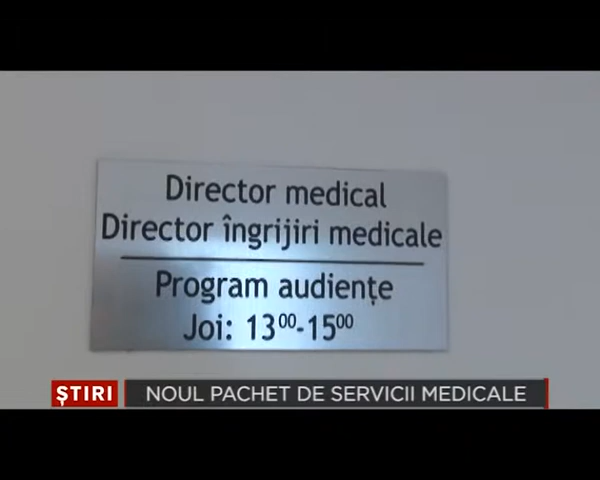 Director medical
Director îngrijiri medicale
Program audiențe
Joi: 13⁰⁰-15⁰⁰
ȘTIRI
NOUL PACHET DE SERVICII MEDICALE